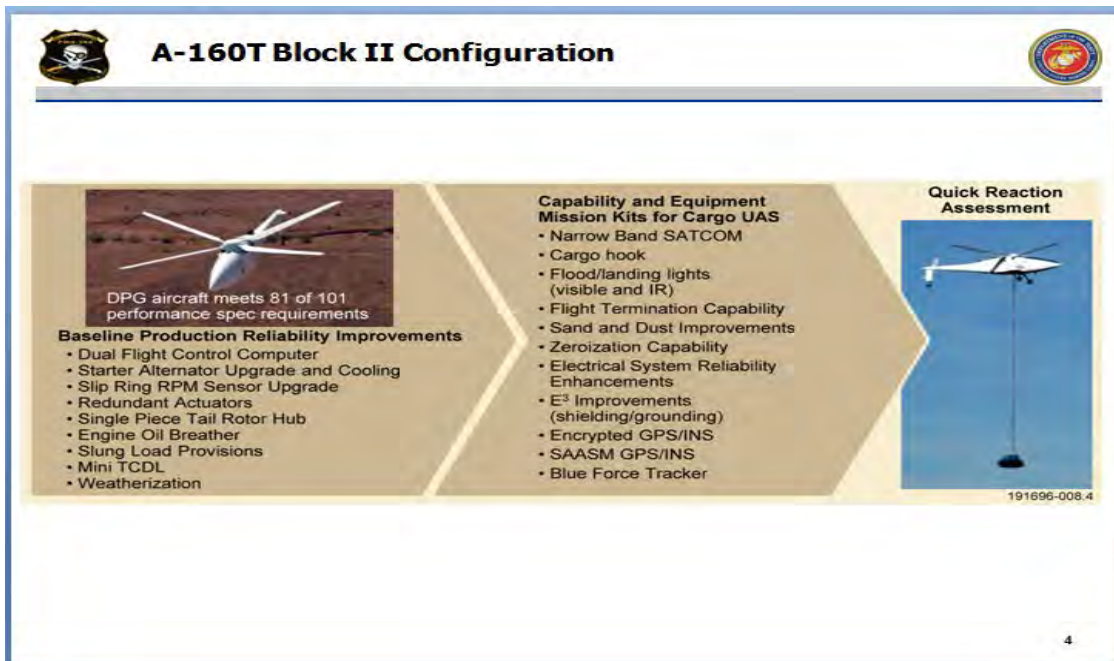 A-160T Block II Configuration
DPG aircraft meets 81 of 101
performance spec requirements
Baseline Production Reliability Improvements
• Dual Flight Control Computer
• Starter Alternator Upgrade and Cooling
• Slip Ring RPM Sensor Upgrade
• Redundant Actuators
• Single Piece Tail Rotor Hub
• Engine Oil Breather
• Slung Load Provisions
• Mini TCDL
• Weatherization
Capability and Equipment
Mission Kits for Cargo UAS
• Narrow Band SATCOM
• Cargo hook
• Flood/landing lights
(visible and IR)
• Flight Termination Capability
• Sand and Dust Improvements
• Zeroization Capability
• Electrical System Reliability
Enhancements
• E³ Improvements
(shielding/grounding)
• Encrypted GPS/INS
• SAASM GPS/INS
• Blue Force Tracker
Quick Reaction
Assessment
191696-008.4
4